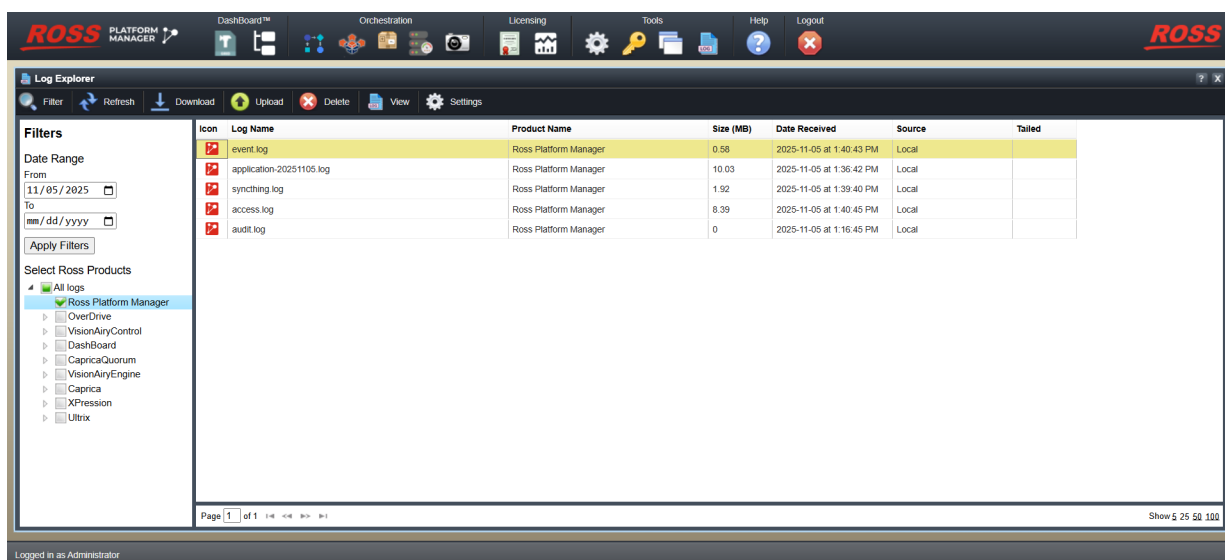 DashBoard™ Orchestration Licensing Tools Help Logout
ROSS PLATFORM MANAGER
ROSS
Log Explorer
? X
Filter Refresh Download Upload Delete View Settings
Filters
Date Range
From
11/05/2025
To
mm/dd/yyyy
Apply Filters
Select Ross Products
All logs
Ross Platform Manager
OverDrive
VisionAiryControl
DashBoard
CapricaQuorum
VisionAiryEngine
Caprica
XPression
Ultrix
Icon Log Name Product Name Size (MB) Date Received Source Tailed
event.log Ross Platform Manager 0.58 2025-11-05 at 1:40:43 PM Local
application-20251105.log Ross Platform Manager 10.03 2025-11-05 at 1:36:42 PM Local
syncthing.log Ross Platform Manager 1.92 2025-11-05 at 1:39:40 PM Local
access.log Ross Platform Manager 8.39 2025-11-05 at 1:40:45 PM Local
audit.log Ross Platform Manager 0 2025-11-05 at 1:16:45 PM Local
Page 1 of 1
Show 5 25 50 100
Logged in as Administrator